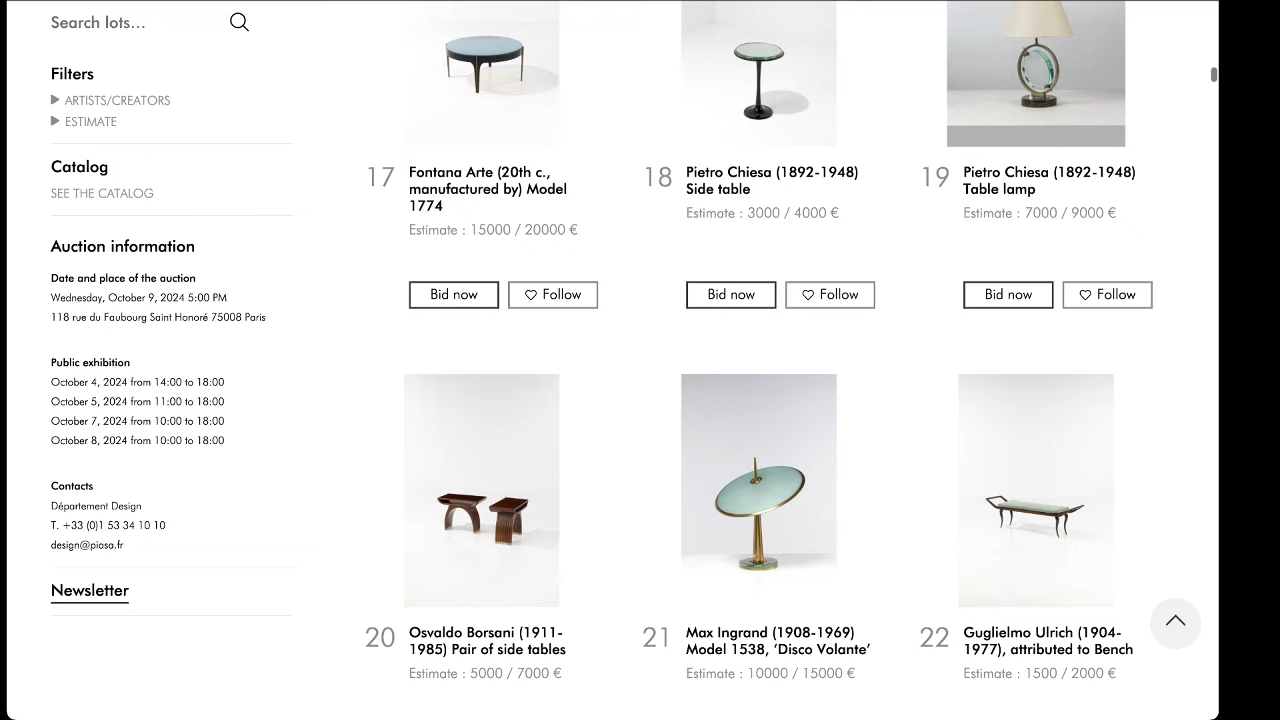 Search lots...
Filters
ARTISTS/CREATORS
ESTIMATE
Catalog
SEE THE CATALOG
Auction information
Date and place of the auction
Wednesday, October 9, 2024 5:00 PM
118 rue du Faubourg Saint Honoré 75008 Paris
Public exhibition
October 4, 2024 from 14:00 to 18:00
October 5, 2024 from 11:00 to 18:00
October 7, 2024 from 10:00 to 18:00
October 8, 2024 from 10:00 to 18:00
Contacts
Département Design
T. +33 (0)1 53 34 10 10
design@piasa.fr
Newsletter
17
Fontana Arte (20th c.,
manufactured by) Model
1774
Estimate : 15000 / 20000 €
Bid now
Follow
18
Pietro Chiesa (1892-1948)
Side table
Estimate : 3000 / 4000 €
Bid now
Follow
19
Pietro Chiesa (1892-1948)
Table lamp
Estimate : 7000 / 9000 €
Bid now
Follow
20
Osvaldo Borsani (1911-
1985) Pair of side tables
Estimate : 5000 / 7000 €
21
Max Ingrand (1908-1969)
Model 1538, ‘Disco Volante’
Estimate : 10000 / 15000 €
22
Guglielmo Ulrich (1904-
1977), attributed to Bench
Estimate : 1500 / 2000 €